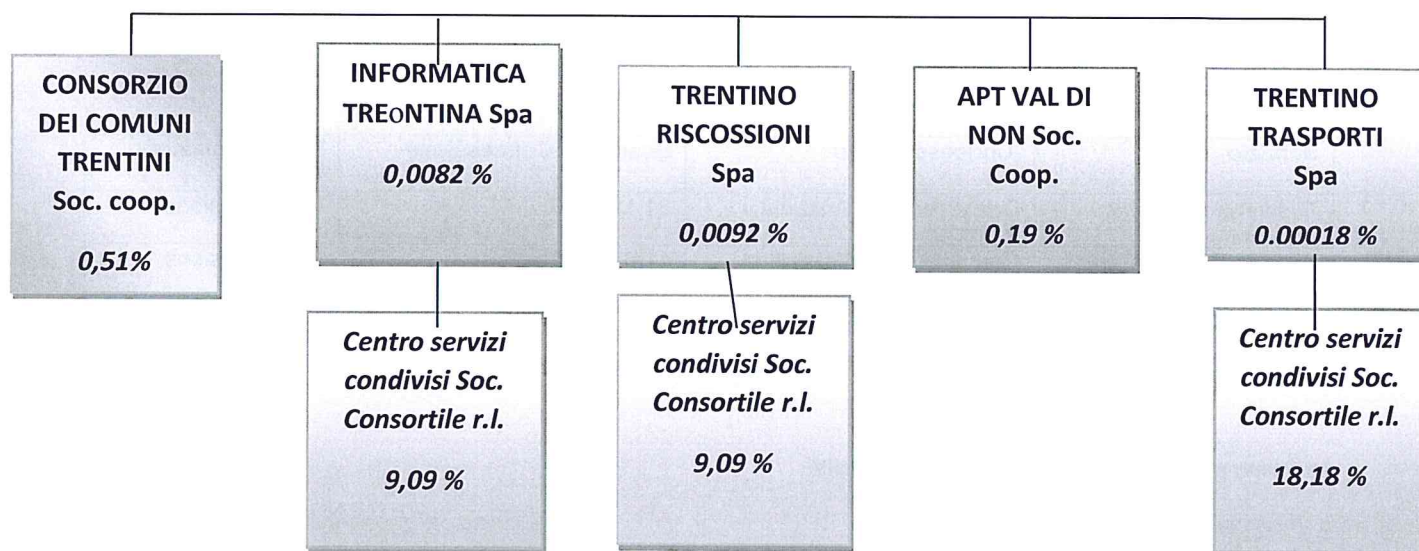 CONSORZIO
DEI COMUNI
TRENTINI
Soc. coop.
0,51%
INFORMATICA
TREoNTINA Spa
0,0082 %
TRENTINO
RISCOSSIONI
Spa
0,0092 %
APT VAL DI
NON Soc.
Coop.
0,19 %
TRENTINO
TRASPORTI
Spa
0.00018 %
Centro servizi
condivisi Soc.
Consortile r.l.
9,09 %
Centro servizi
condivisi Soc.
Consortile r.l.
9,09 %
Centro servizi
condivisi Soc.
Consortile r.l.
18,18 %